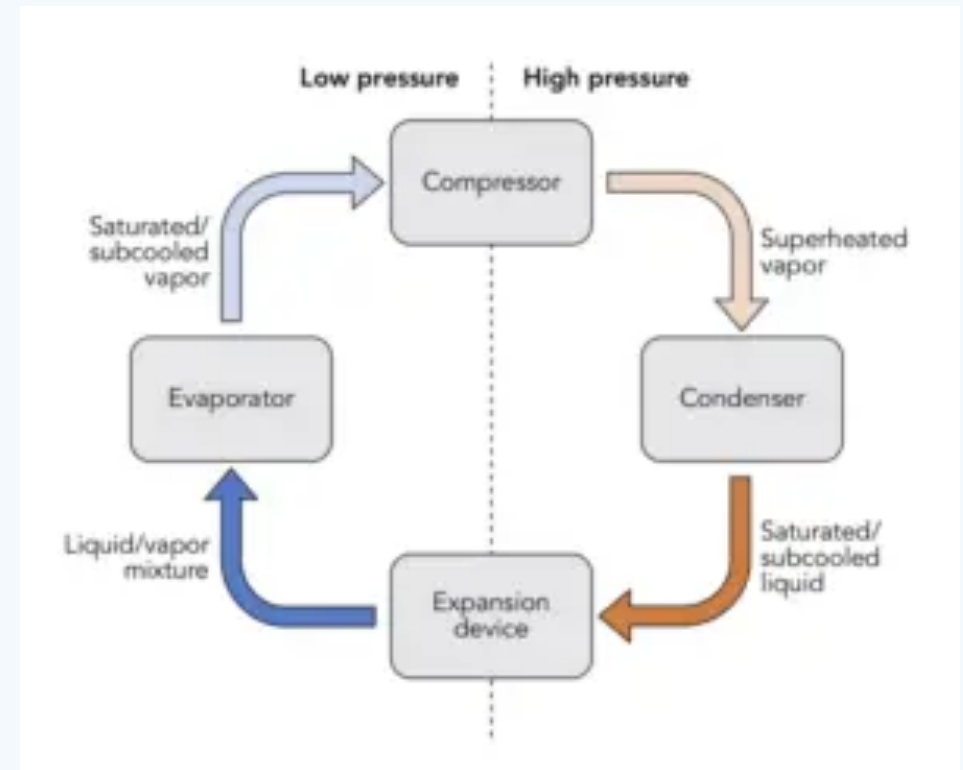 Low pressure
High pressure
Compressor
Saturated/
subcooled
vapor
Superheated
vapor
Evaporator
Condenser
Liquid/vapor
mixture
Saturated/
subcooled
liquid
Expansion
device